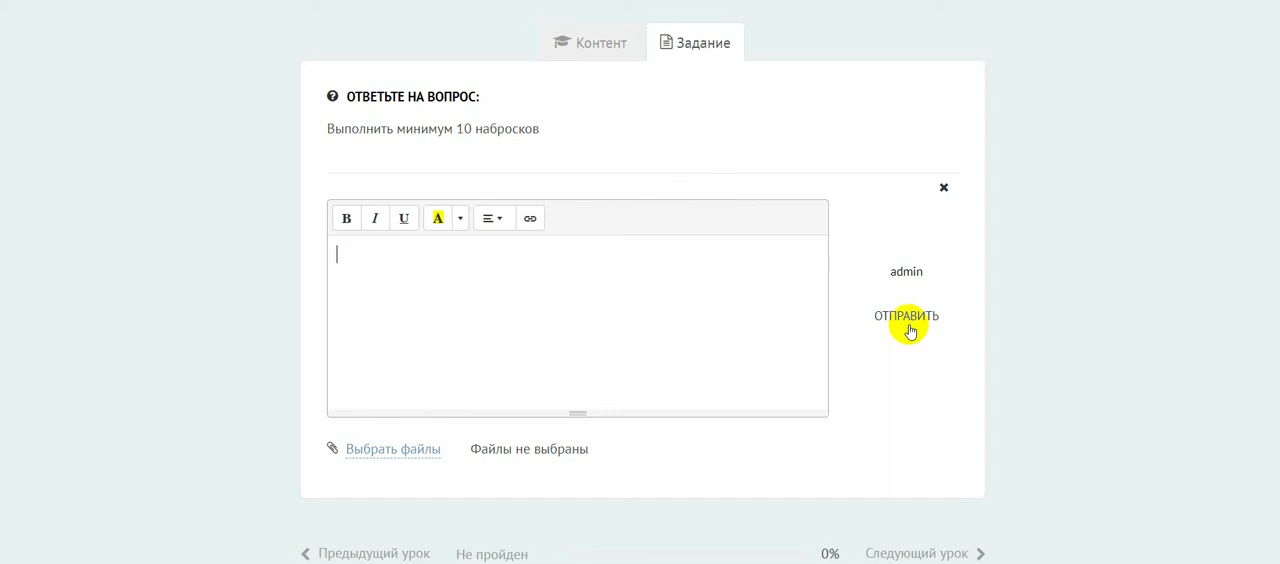 Контент
Задание
ОТВЕТЬТЕ НА ВОПРОС:
Выполнить минимум 10 набросков
B I U A
admin
ОТПРАВИТЬ
Выбрать файлы Файлы не выбраны
Предыдущий урок Не пройден 0% Следующий урок